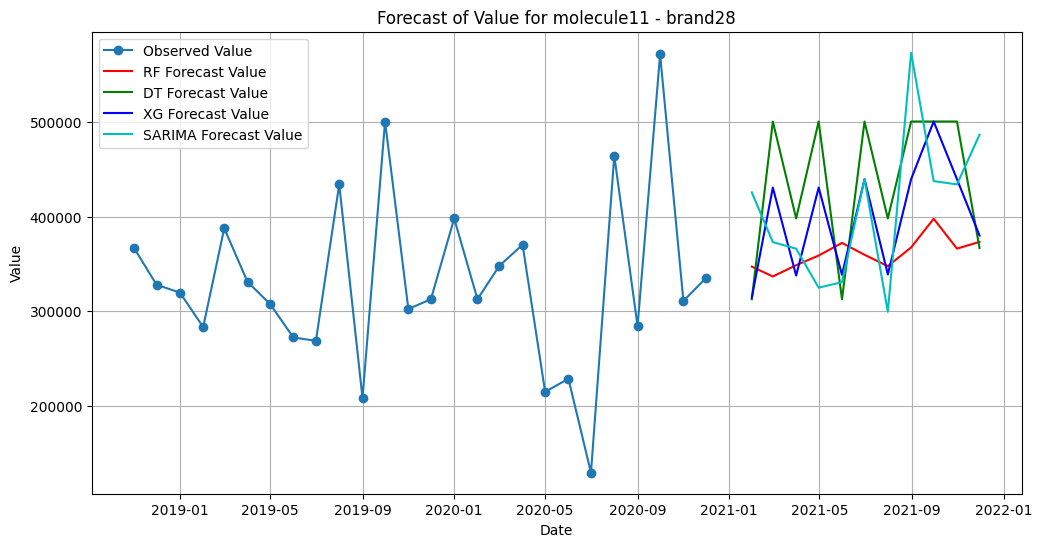 Forecast of Value for molecule11 - brand28
Observed Value
RF Forecast Value
DT Forecast Value
XG Forecast Value
SARIMA Forecast Value
Value
500000
400000
300000
200000
2019-01 2019-05 2019-09 2020-01 2020-05 2020-09 2021-01 2021-05 2021-09 2022-01
Date